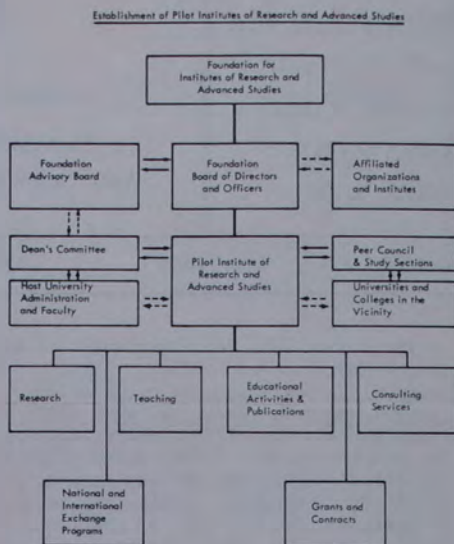 Establishment of Pilot Institutes of Research and Advanced Studies
Foundation for
Institutes of Research and
Advanced Studies
Foundation
Advisory Board
Foundation
Board of Directors
and Officers
Affiliated
Organizations
and Institutes
Dean's Committee
Pilot Institute of
Research and
Advanced Studies
Peer Council
& Study Sections
Host University
Administration
and Faculty
Universities and
Colleges in the
Vicinity
Research
Teaching
Educational
Activities &
Publications
Consulting
Services
National and
International
Exchange
Programs
Grants and
Contracts